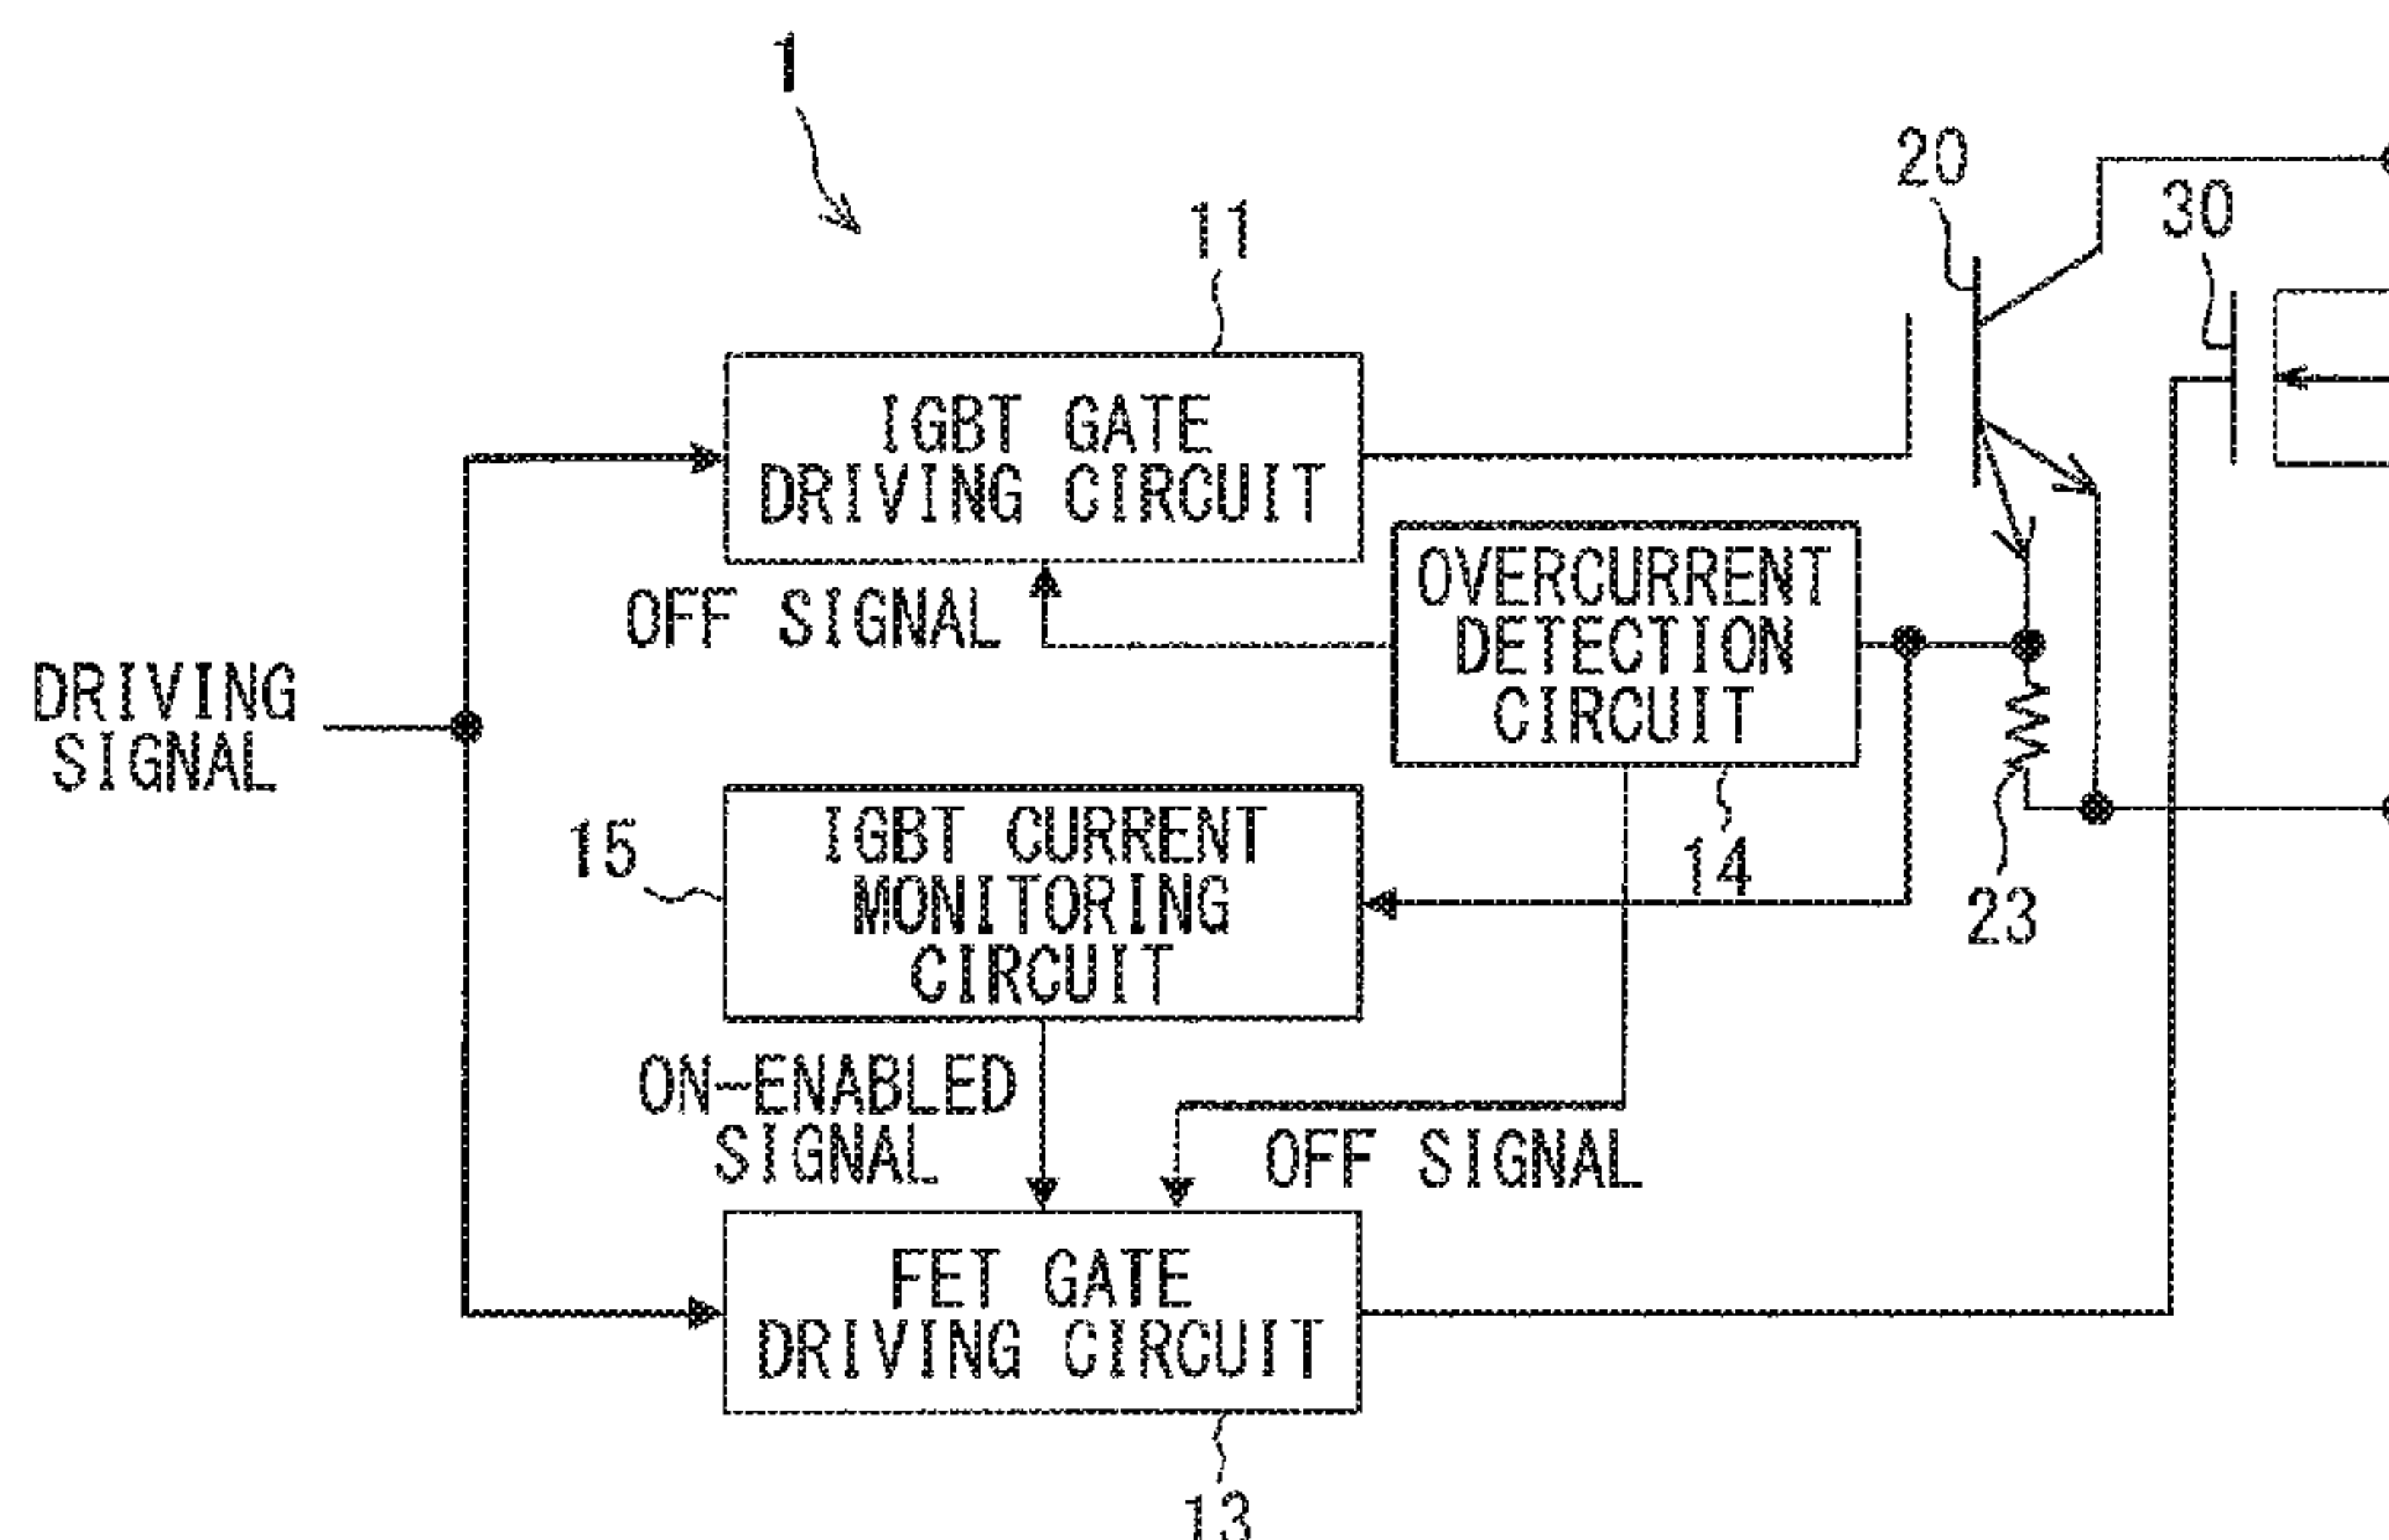 1
20
30
11
IGBT GATE
DRIVING CIRCUIT
OFF SIGNAL
OVERCURRENT
DETECTION
CIRCUIT
DRIVING
SIGNAL
15
IGBT CURRENT
MONITORING
CIRCUIT
14
23
ON-ENABLED
SIGNAL
OFF SIGNAL
FET GATE
DRIVING CIRCUIT
13